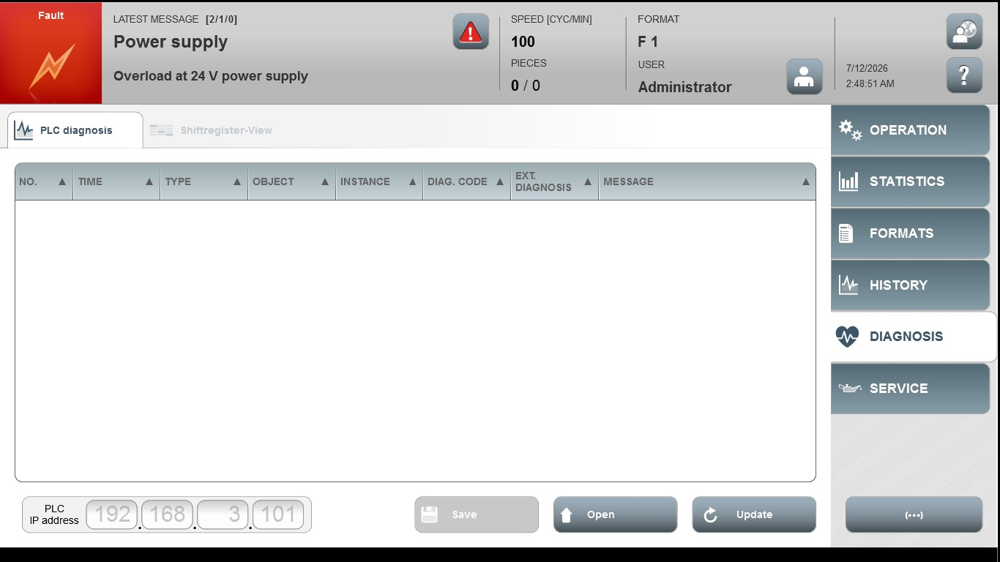 Fault
LATEST MESSAGE [2/1/0]
Power supply
Overload at 24 V power supply
SPEED [CYC/MIN]
100
PIECES
0 / 0
FORMAT
F 1
USER
Administrator
7/12/2026
2:48:51 AM
?
PLC diagnosis
Shiftregister-View
NO. ▲ TIME ▲ TYPE ▲ OBJECT ▲ INSTANCE ▲ DIAG. CODE ▲ EXT. DIAGNOSIS ▲ MESSAGE ▲
OPERATION
STATISTICS
FORMATS
HISTORY
DIAGNOSIS
SERVICE
PLC
IP address
192.168.3.101
Save
Open
Update
(•••)